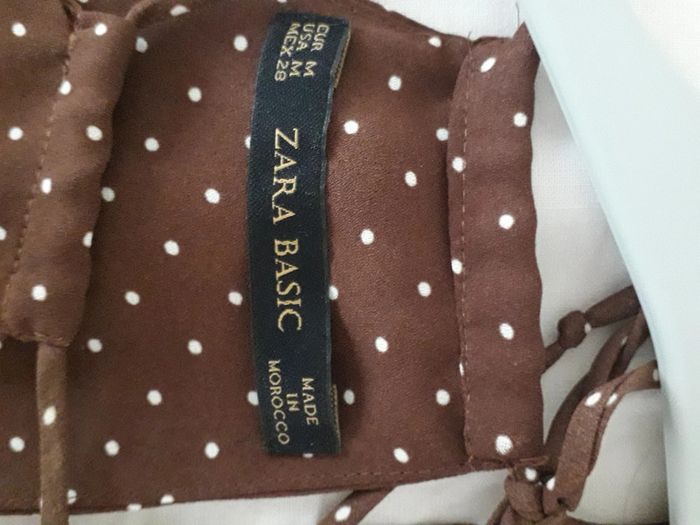 EUR M
USA M
MEX 28
ZARA BASIC
MADE
IN
MOROCCO